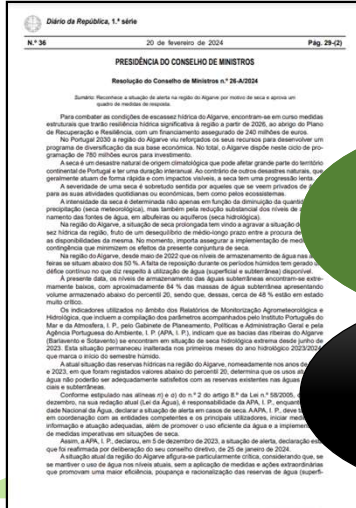 Diário da República, 1.ª série
N.º 36 20 de fevereiro de 2024 Pág. 29-(2)
PRESIDÊNCIA DO CONSELHO DE MINISTROS
Resolução do Conselho de Ministros n.º 26-A/2024
Sumário: Reconhece a situação de alerta na região do Algarve por motivo de seca e aprova um
quadro de medidas de resposta.
Para combater as condições de escassez hídrica do Algarve, encontram-se em curso medidas
estruturais que trarão resiliência hídrica significativa à região a partir de 2026, ao abrigo do Plano
de Recuperação e Resiliência, com um financiamento assegurado de 240 milhões de euros.
No Portugal 2030 a região do Algarve viu reforçados os seus recursos para desenvolver um
programa de diversificação da sua base económica. No total, o Algarve dispõe neste ciclo de pro-
gramação de 780 milhões euros para investimento.
A seca é um desastre natural de origem climatológica que pode afetar grande parte do território
continental de Portugal e ter uma duração intersazonal. Ao contrário de outros desastres naturais, que
geralmente atuam de forma rápida e com impactos visíveis, a seca tem uma progressão lenta
A severidade de uma seca é sobretudo sentida por aqueles que se veem privados de
para as suas atividades quotidianas ou económicas, bem como pelos ecossistemas.
A intensidade da seca é determinada não apenas em função da diminuição da quantid
precipitação (seca meteorológica), mas também pela redução substancial dos níveis de a
namento das fontes de água, em albufeiras ou aquíferos (seca hidrológica).
Na região do Algarve, a situação de seca prolongada tem vindo a agravar a situação de
sez hídrica da região, fruto de um desequilíbrio de médio-longo prazo entre a procura de
as disponibilidades da mesma. No momento, importa assegurar a implementação de medid
contingência que minimizem os efeitos da presente conjuntura de seca.
Na região do Algarve, desde maio de 2022 que os níveis de armazenamento de água nas
feiras se situam abaixo dos 50 %. A falta de reposição durante os períodos húmidos tem gerado
défice contínuo no que diz respeito à utilização de água (superficial e subterrânea) disponível.
À presente data, os níveis de armazenamento das águas subterrâneas encontram-se extre-
mamente baixos, com aproximadamente 84 % das massas de água subterrânea apresentando
volume armazenado abaixo do percentil 20, sendo que, dessas, cerca de 48 % estão em estado
muito crítico.
Os indicadores utilizados no âmbito dos Relatórios de Monitorização Agrometeorológica e
Hidrológica, que incluem a compilação dos produtos acompanhados pelo Instituto Português do
Mar e da Atmosfera, I. P., pelo Gabinete de Planeamento, Políticas e Administração Geral e pela
Agência Portuguesa do Ambiente, I. P. (APA, I. P.), indicam que as bacias das ribeiras do Algarve
(Barlavento e Sotavento) se encontram em situação de seca hidrológica extrema desde junho de
2023. Esta situação permaneceu inalterada nos primeiros meses do ano hidrológico 2023/2024
que marca o início do semestre húmido.
A atual situação das reservas hídricas na região do Algarve, nomeadamente nos anos de
e 2023, em que foram registados valores abaixo do percentil 20, determina que os usos atu
água não poderão ser adequadamente satisfeitos com as reservas existentes nas águas
ciais e subterrâneas.
Conforme estipulado nas alíneas n) e o) do n.º 2 do artigo 8.º da Lei n.º 58/2005, d
dezembro, na sua redação atual (Lei da Água), é responsabilidade da APA, I. P., enquant
dade Nacional da Água, declarar a situação de alerta em casos de seca. A APA, I. P., deve t
em coordenação com as entidades competentes e os principais utilizadores, iniciar med
informação e atuação adequadas, além de promover o uso eficiente da água e a implemen
de medidas imperativas em situações de seca.
Assim, a APA, I. P., declarou, em 5 de dezembro de 2023, a situação de alerta, declaração est
que foi reafirmada por deliberação do seu conselho diretivo, de 25 de janeiro de 2024.
A situação atual da região do Algarve afigura-se particularmente crítica, considerando que, se
se mantiver o uso de água nos níveis atuais, sem a aplicação de medidas e ações extraordinárias
que promovam uma maior eficiência, poupança e racionalização das reservas de água (superfi-